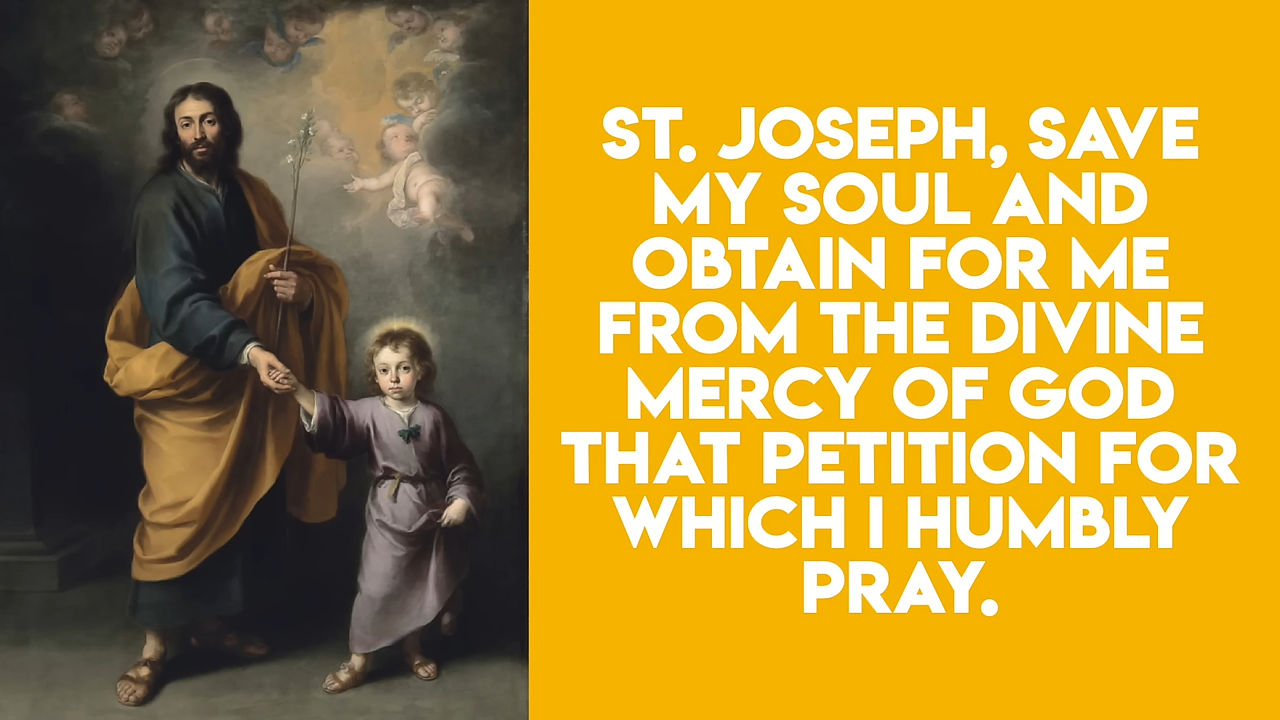 ST. JOSEPH, SAVE
MY SOUL AND
OBTAIN FOR ME
FROM THE DIVINE
MERCY OF GOD
THAT PETITION FOR
WHICH I HUMBLY
PRAY.